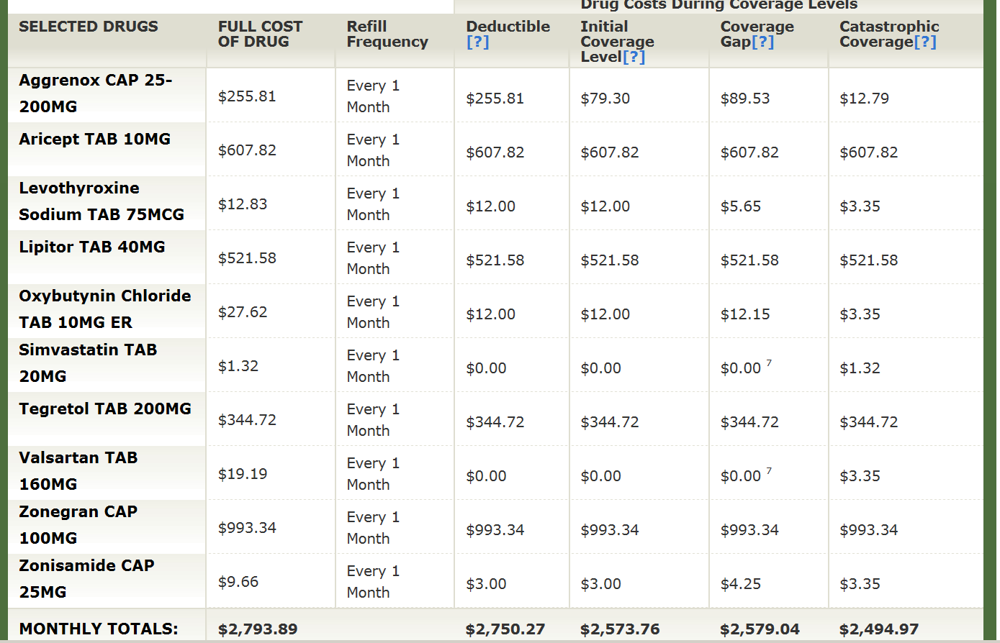 Drug Costs During Coverage Levels
SELECTED DRUGS
FULL COST
OF DRUG
Refill
Frequency
Deductible
[?]
Initial
Coverage
Level[?]
Coverage
Gap[?]
Catastrophic
Coverage[?]
Aggrenox CAP 25-
200MG
$255.81
Every 1
Month
$255.81
$79.30
$89.53
$12.79
Aricept TAB 10MG
$607.82
Every 1
Month
$607.82
$607.82
$607.82
$607.82
Levothyroxine
Sodium TAB 75MCG
$12.83
Every 1
Month
$12.00
$12.00
$5.65
$3.35
Lipitor TAB 40MG
$521.58
Every 1
Month
$521.58
$521.58
$521.58
$521.58
Oxybutynin Chloride
TAB 10MG ER
$27.62
Every 1
Month
$12.00
$12.00
$12.15
$3.35
Simvastatin TAB
20MG
$1.32
Every 1
Month
$0.00
$0.00
$0.00 7
$1.32
Tegretol TAB 200MG
$344.72
Every 1
Month
$344.72
$344.72
$344.72
$344.72
Valsartan TAB
160MG
$19.19
Every 1
Month
$0.00
$0.00
$0.00 7
$3.35
Zonegran CAP
100MG
$993.34
Every 1
Month
$993.34
$993.34
$993.34
$993.34
Zonisamide CAP
25MG
$9.66
Every 1
Month
$3.00
$3.00
$4.25
$3.35
MONTHLY TOTALS:
$2,793.89
$2,750.27
$2,573.76
$2,579.04
$2,494.97